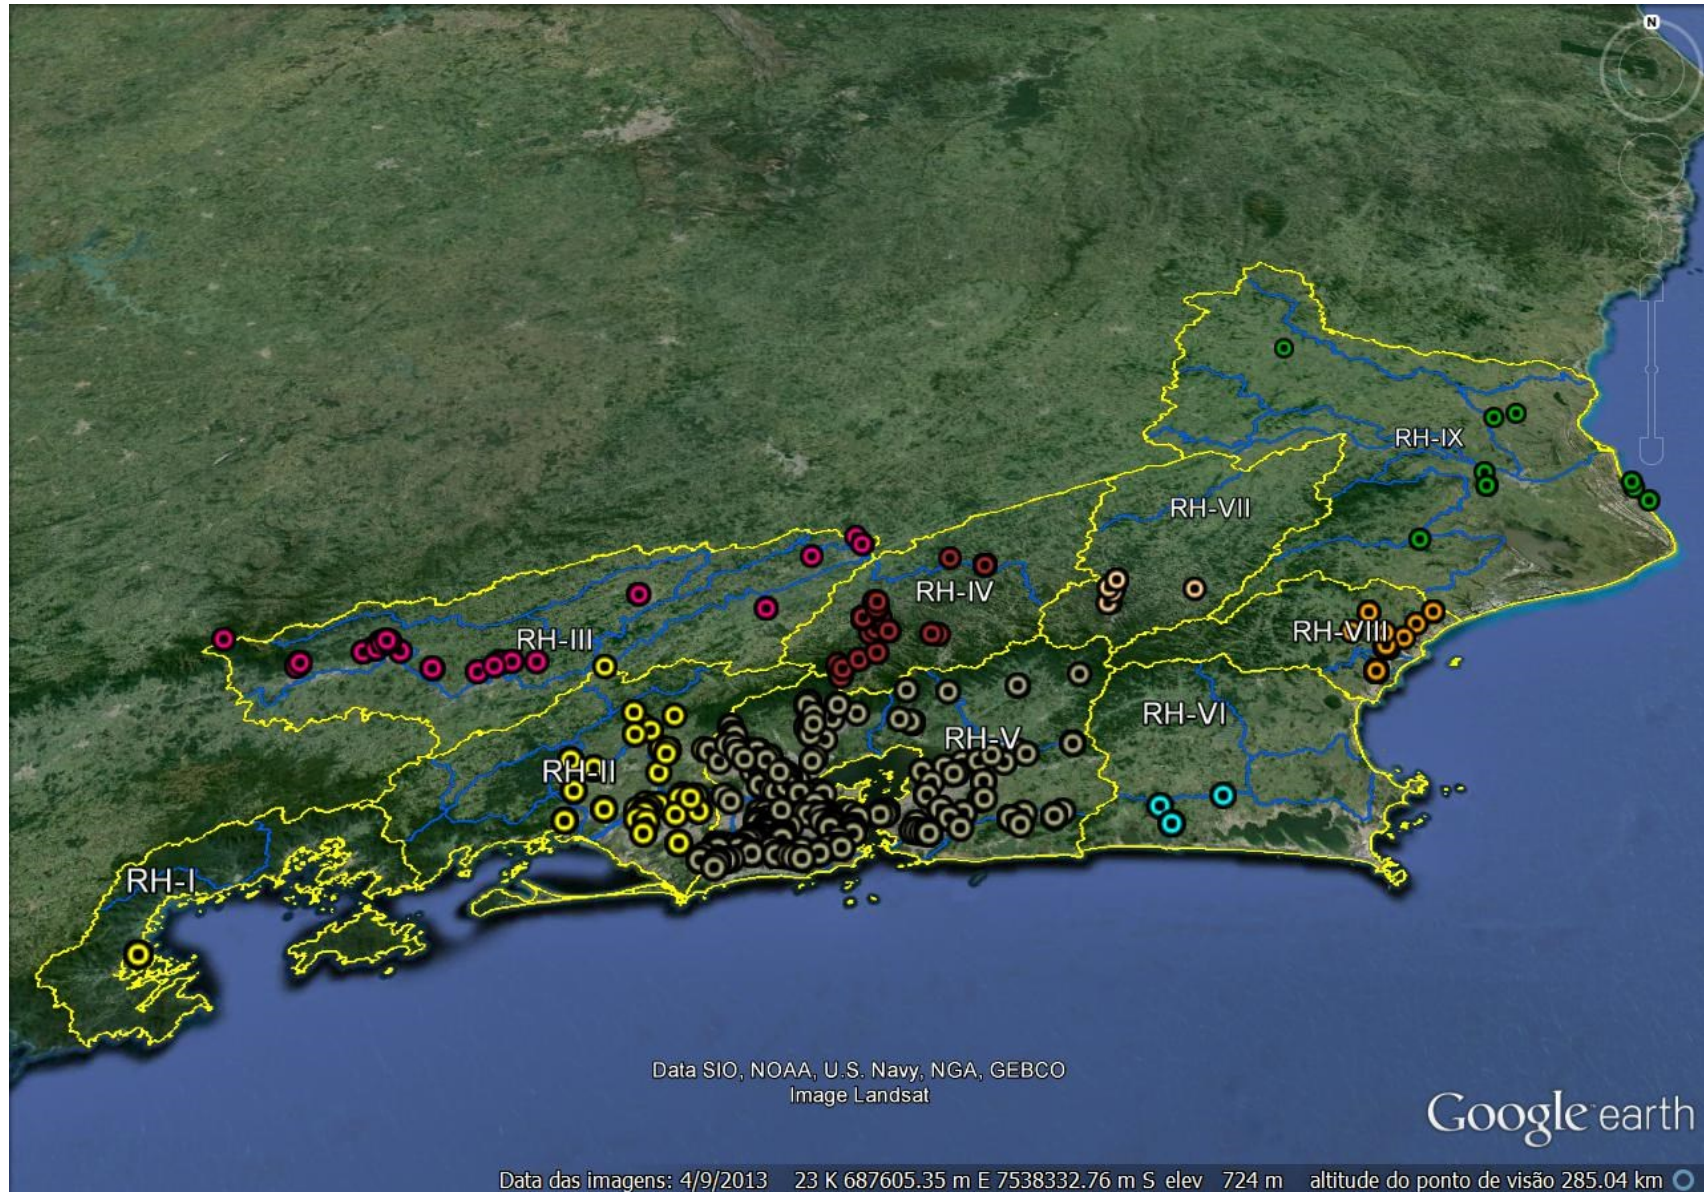 N
RH-IX
RH-VII
RH-IV
RH-III
RH-VIII
RH-VI
RH-V
RH-II
RH-I
Data SIO, NOAA, U.S. Navy, NGA, GEBCO
Image Landsat
Google earth
Data das imagens: 4/9/2013 23 K 687605.35 m E 7538332.76 m S elev 724 m altitude do ponto de visão 285.04 km